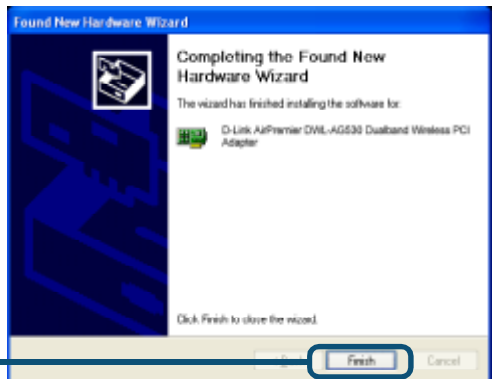 Found New Hardware Wizard
Completing the Found New
Hardware Wizard
The wizard has finished installing the software for:
D-Link AirPremier DWL-AG530 Dualband Wireless PCI
Adapter
Click Finish to close the wizard.
Finish
Cancel